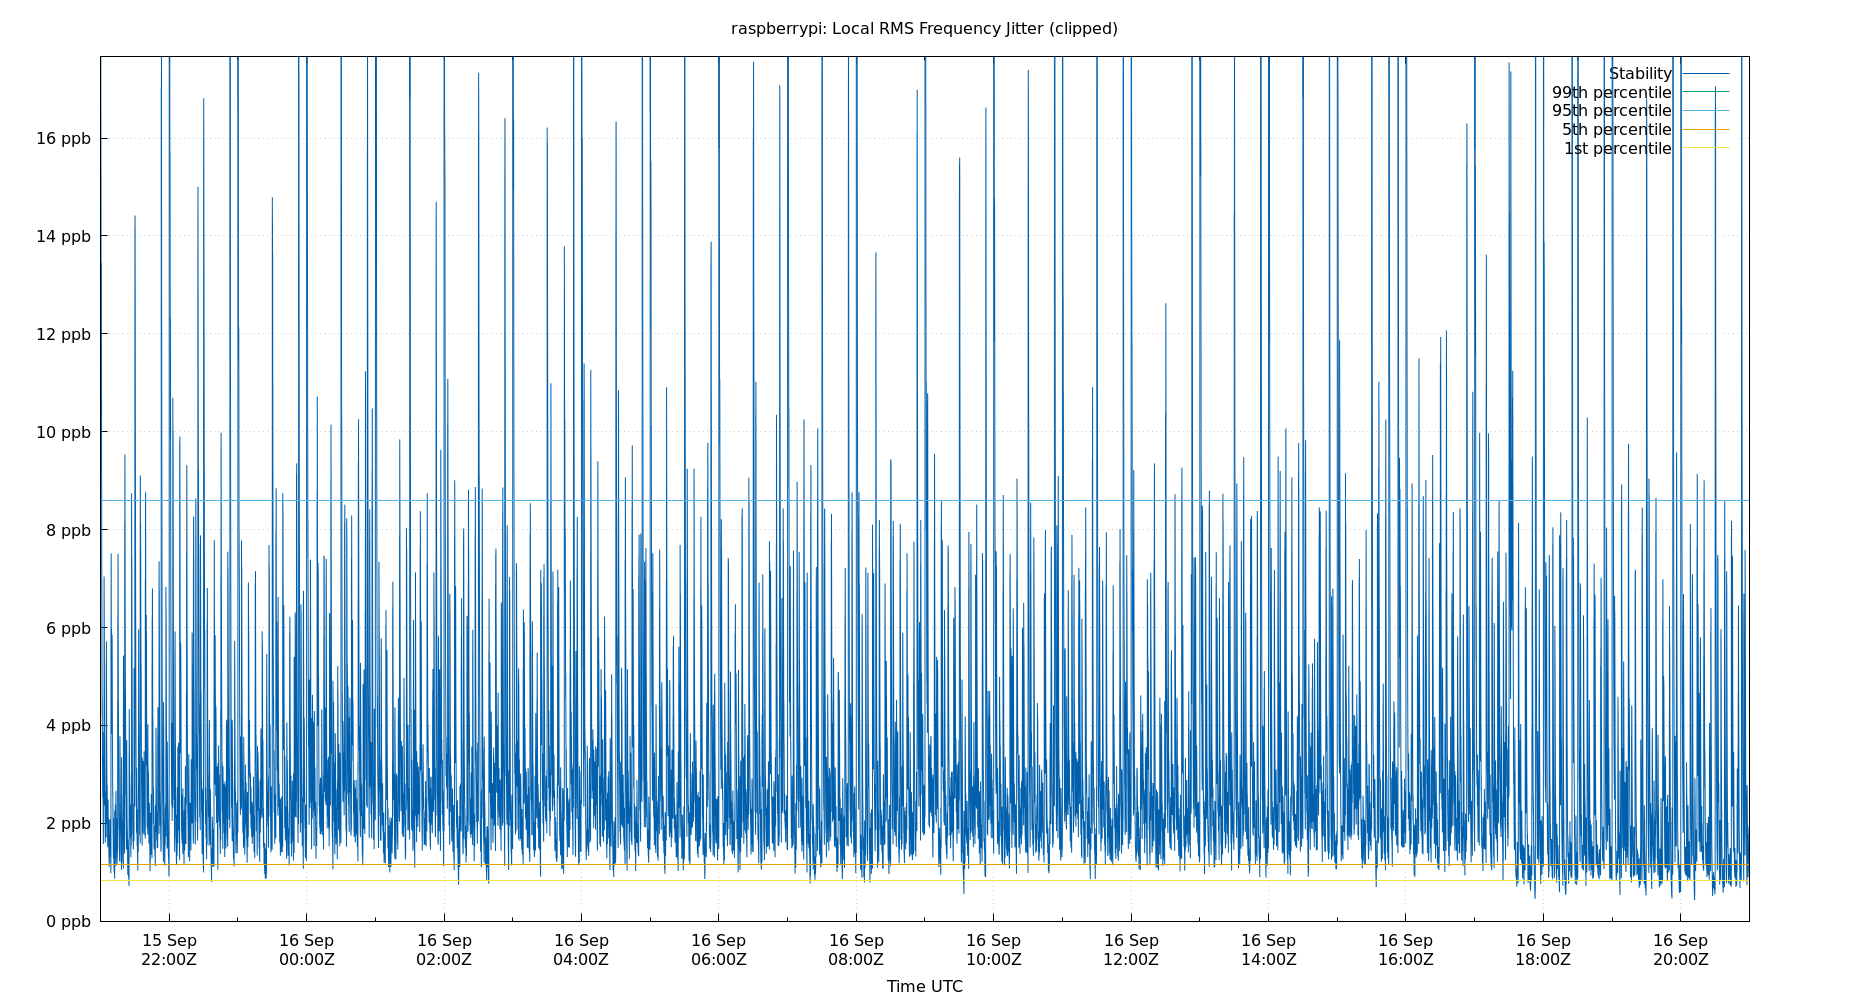 raspberrypi: Local RMS Frequency Jitter (clipped)
Stability
99th percentile
95th percentile
5th percentile
1st percentile
16 ppb
14 ppb
12 ppb
10 ppb
8 ppb
6 ppb
4 ppb
2 ppb
0 ppb
15 Sep 16 Sep 16 Sep 16 Sep 16 Sep 16 Sep 16 Sep 16 Sep 16 Sep 16 Sep 16 Sep 16 Sep
22:00Z 00:00Z 02:00Z 04:00Z 06:00Z 08:00Z 10:00Z 12:00Z 14:00Z 16:00Z 18:00Z 20:00Z
Time UTC